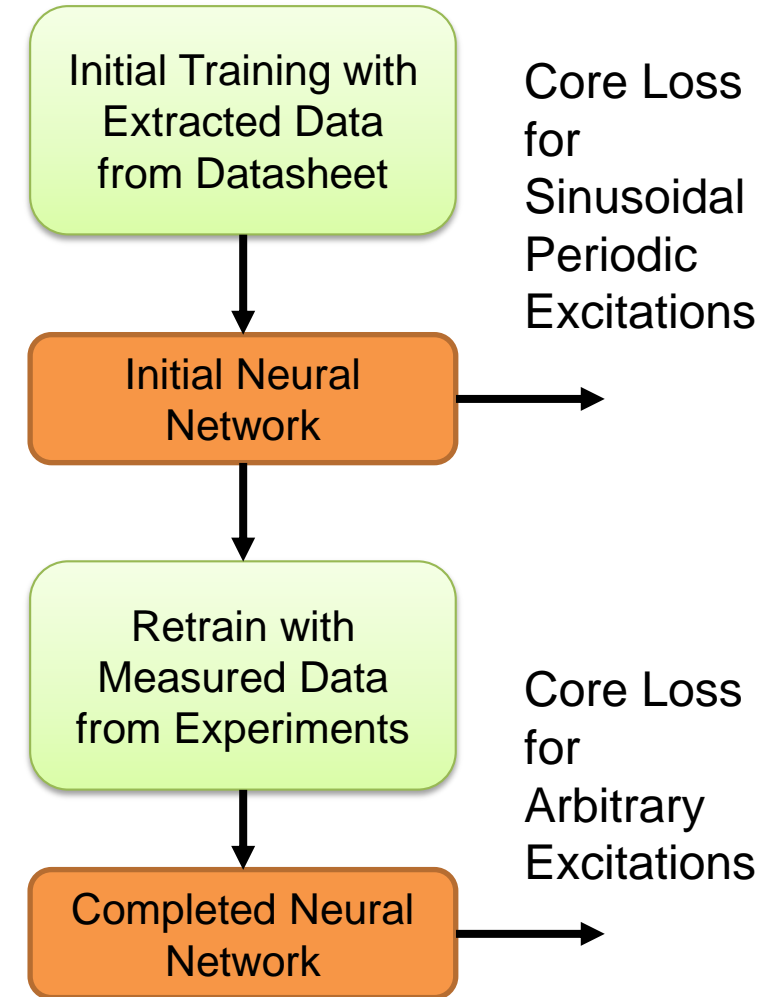 Initial Training with
Extracted Data
from Datasheet
Core Loss
for
Sinusoidal
Periodic
Excitations
Initial Neural
Network
Retrain with
Measured Data
from Experiments
Core Loss
for
Arbitrary
Excitations
Completed Neural
Network